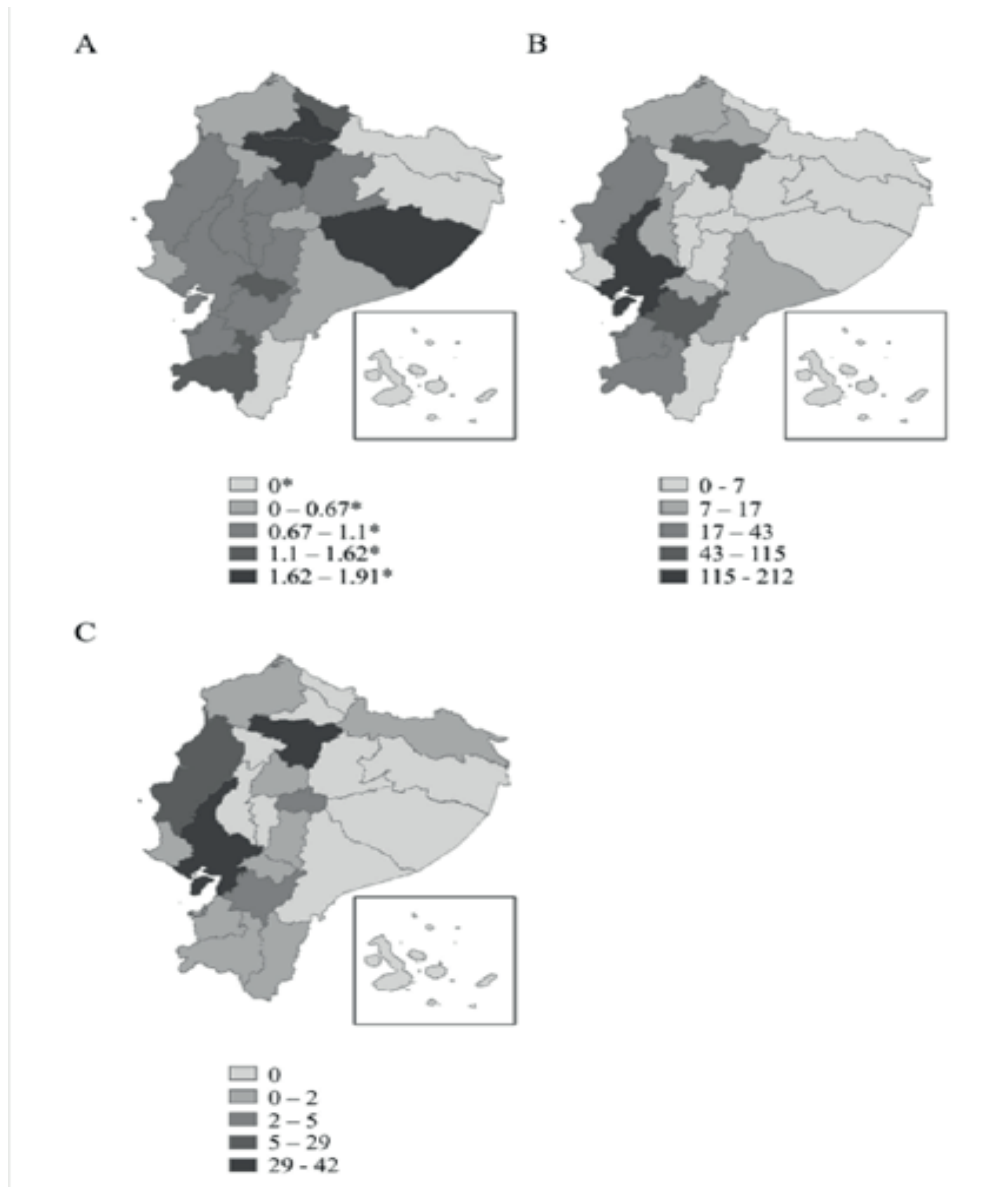 A
B
0*
0 – 0.67*
0.67 – 1.1*
1.1 – 1.62*
1.62 – 1.91*
0 - 7
7 – 17
17 – 43
43 – 115
115 - 212
C
0
0 – 2
2 – 5
5 – 29
29 - 42